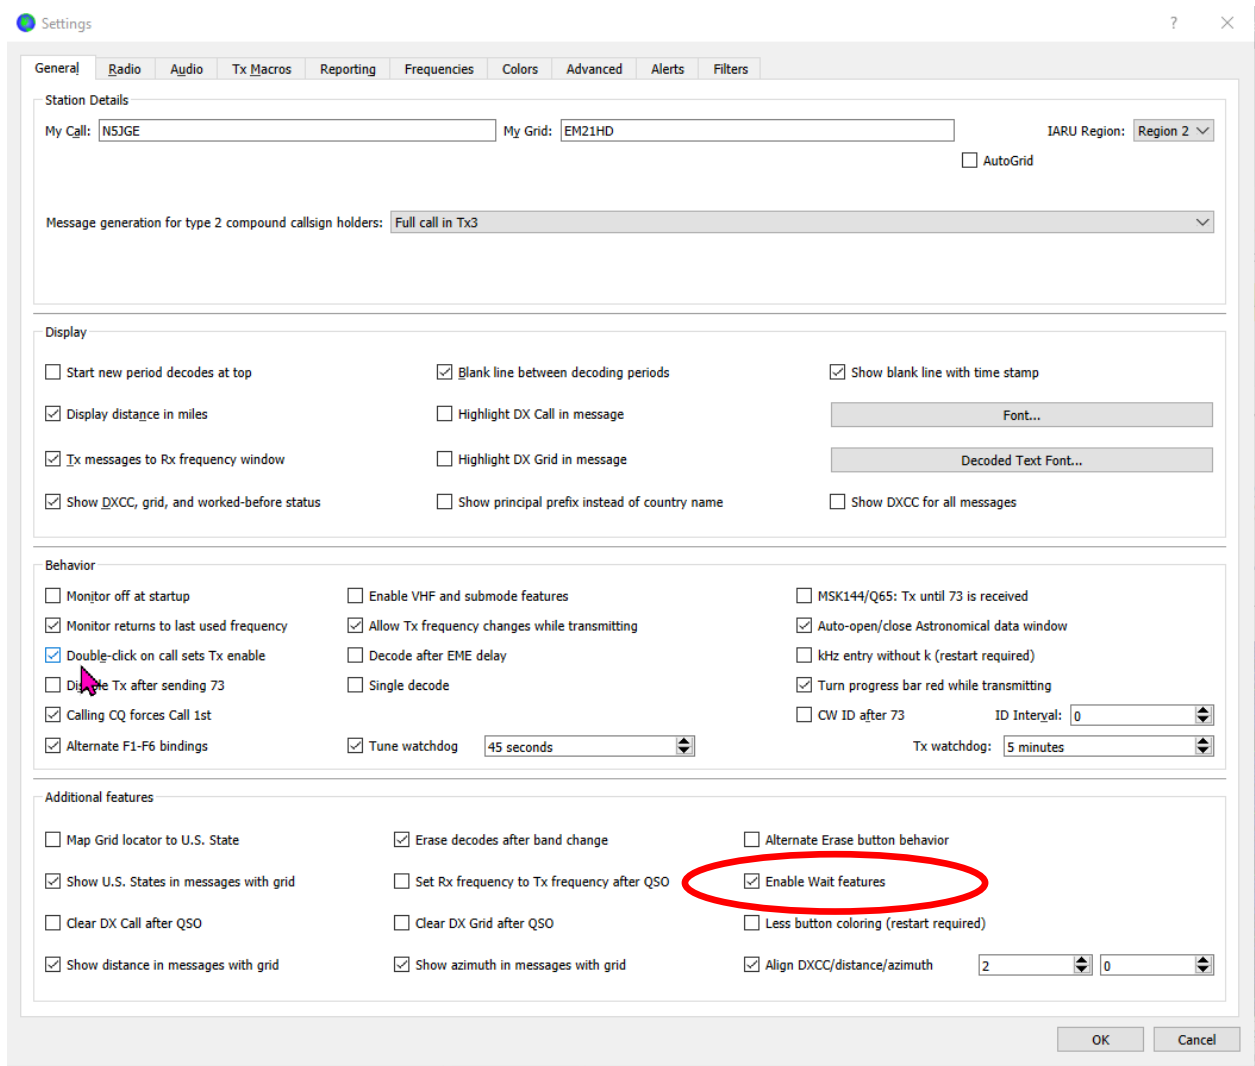 Settings
General Radio Audio Tx Macros Reporting Frequencies Colors Advanced Alerts Filters
Station Details
My Call: N5JGE My Grid: EM21HD IARU Region: Region 2
AutoGrid
Message generation for type 2 compound callsign holders: Full call in Tx3
Display
Start new period decodes at top Blank line between decoding periods Show blank line with time stamp
Display distance in miles Highlight DX Call in message Font...
Tx messages to Rx frequency window Highlight DX Grid in message Decoded Text Font...
Show DXCC, grid, and worked-before status Show principal prefix instead of country name Show DXCC for all messages
Behavior
Monitor off at startup Enable VHF and submode features MSK144/Q65: Tx until 73 is received
Monitor returns to last used frequency Allow Tx frequency changes while transmitting Auto-open/close Astronomical data window
Double-click on call sets Tx enable Decode after EME delay kHz entry without k (restart required)
Tx after sending 73 Single decode Turn progress bar red while transmitting
Calling CQ forces Call 1st CW ID after 73 ID Interval: 0
Alternate F1-F6 bindings Tune watchdog 45 seconds Tx watchdog: 5 minutes
Additional features
Map Grid locator to U.S. State Erase decodes after band change Alternate Erase button behavior
Show U.S. States in messages with grid Set Rx frequency to Tx frequency after QSO Enable Wait features
Clear DX Call after QSO Clear DX Grid after QSO Less button coloring (restart required)
Show distance in messages with grid Show azimuth in messages with grid Align DXCC/distance/azimuth 2 0
OK Cancel